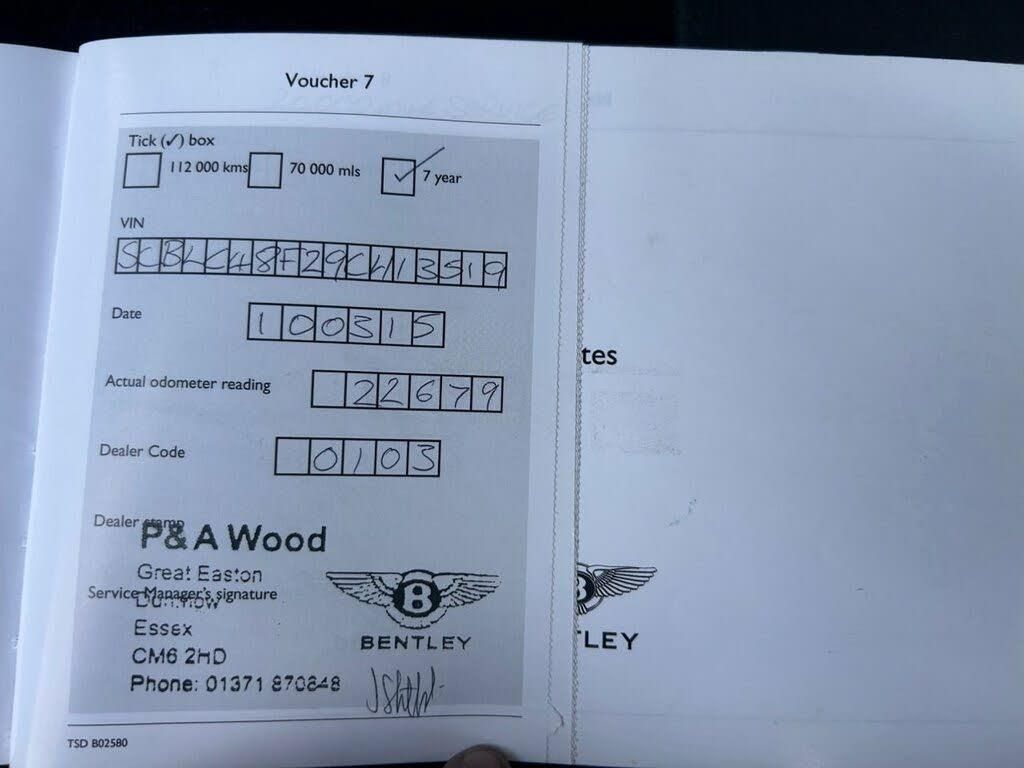 Voucher 7
Tick (✓) box
112 000 kms 70 000 mls ✓ 7 year
VIN
SCBLC48F29CH13519
Date
100315
Actual odometer reading
22679
Dealer Code
0103
Dealer stamp
P&A Wood
Great Easton
Service Manager's signature
Dunmow
Essex
CM6 2HD
Phone: 01371 870848
B
BENTLEY
TSD B02580
tes
B
TLEY